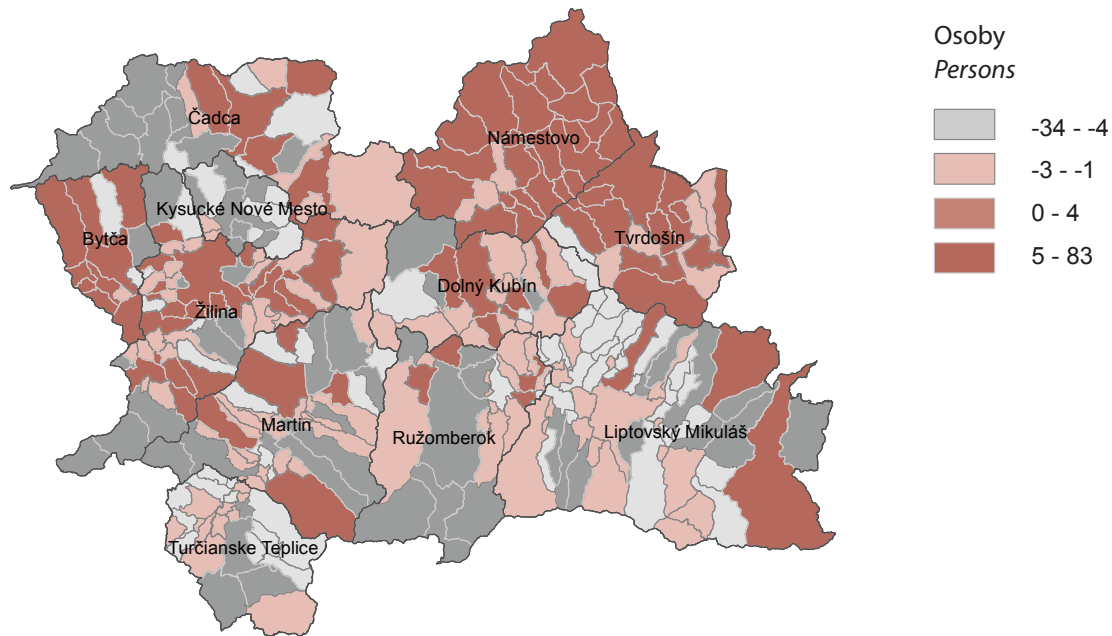 Osoby
Persons
-34 - -4
-3 - -1
0 - 4
5 - 83
Čadca
Námestovo
Kysucké Nové Mesto
Bytča
Tvrdošín
Dolný Kubín
Žilina
Martin
Ružomberok
Liptovský Mikuláš
Turčianske Teplice